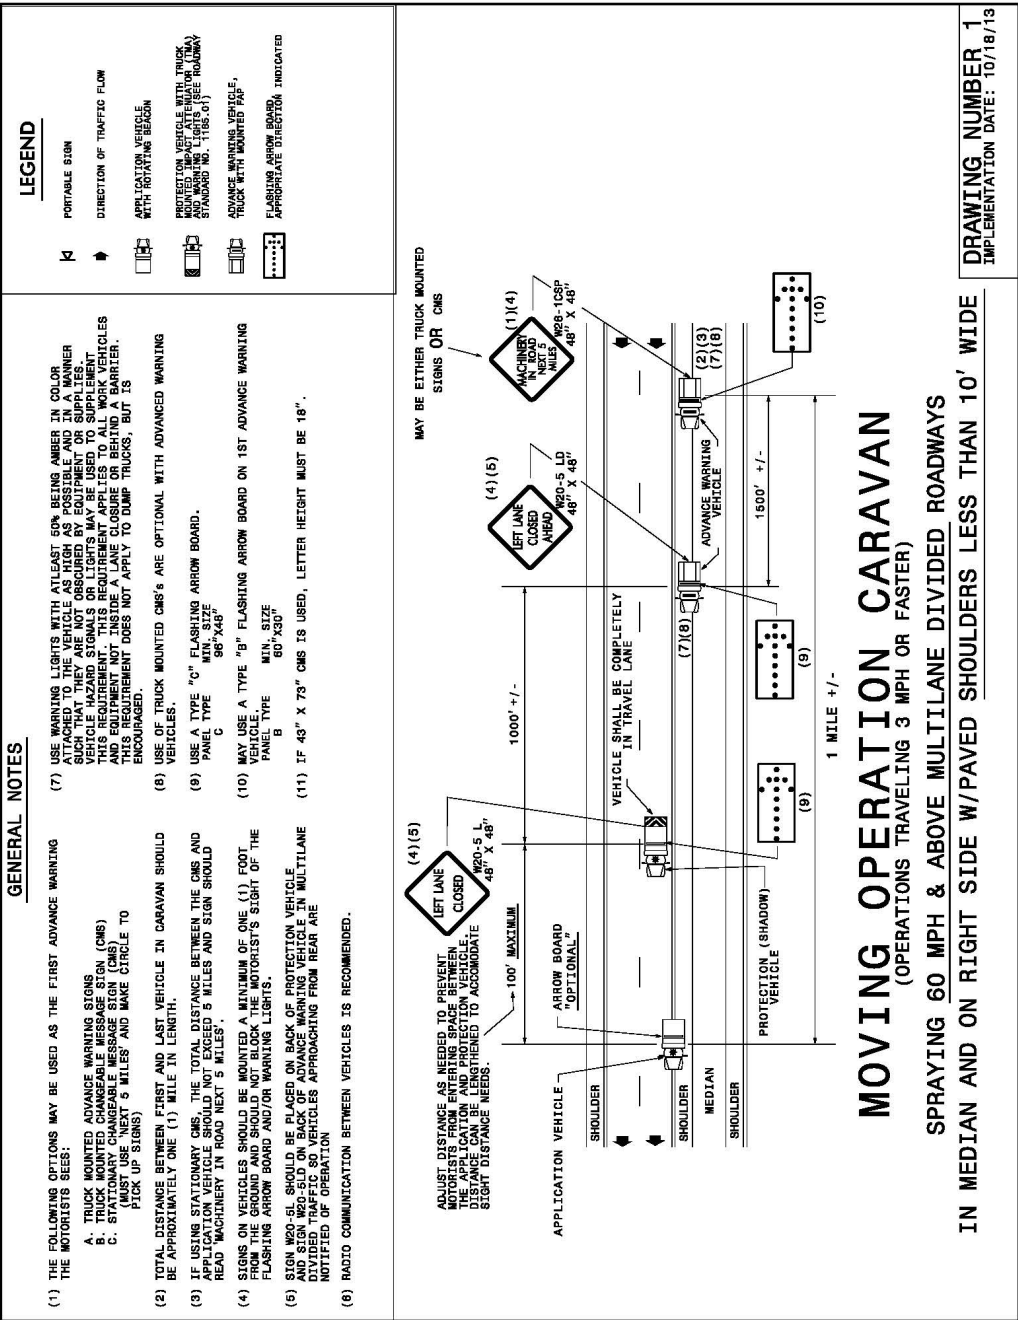 GENERAL NOTES
(1) THE FOLLOWING OPTIONS MAY BE USED AS THE FIRST ADVANCE WARNING
THE MOTORISTS SEES:
A. TRUCK MOUNTED ADVANCE WARNING SIGNS
B. TRUCK MOUNTED CHANGEABLE MESSAGE SIGN (CMS)
C. STATIONARY CHANGEABLE MESSAGE SIGN (CMS)
(MUST USE 'NEXT 5 MILES' AND MAKE CIRCLE TO
PICK UP SIGNS)
(2) TOTAL DISTANCE BETWEEN FIRST AND LAST VEHICLE IN CARAVAN SHOULD
BE APPROXIMATELY ONE (1) MILE IN LENGTH.
(3) IF USING STATIONARY CMS, THE TOTAL DISTANCE BETWEEN THE CMS AND
APPLICATION VEHICLE SHOULD NOT EXCEED 5 MILES AND SIGN SHOULD
READ 'MACHINERY IN ROAD NEXT 5 MILES'.
(4) SIGNS ON VEHICLES SHOULD BE MOUNTED A MINIMUM OF ONE (1) FOOT
FROM THE GROUND AND SHOULD NOT BLOCK THE MOTORIST'S SIGHT OF THE
FLASHING ARROW BOARD AND/OR WARNING LIGHTS.
(5) SIGN W20-5L SHOULD BE PLACED ON BACK OF PROTECTION VEHICLE
AND SIGN W20-5LD ON BACK OF ADVANCE WARNING VEHICLE IN MULTILANE
DIVIDED TRAFFIC SO VEHICLES APPROACHING FROM REAR ARE
NOTIFIED OF OPERATION
(6) RADIO COMMUNICATION BETWEEN VEHICLES IS RECOMMENDED.
(7) USE WARNING LIGHTS WITH ATLEAST 50% BEING AMBER IN COLOR
ATTACHED TO THE VEHICLE AS HIGH AS POSSIBLE AND IN A MANNER
SUCH THAT THEY ARE NOT OBSCURED BY EQUIPMENT OR SUPPLIES.
VEHICLE HAZARD SIGNALS OR LIGHTS MAY BE USED TO SUPPLEMENT
THIS REQUIREMENT. THIS REQUIREMENT APPLIES TO ALL WORK VEHICLES
AND EQUIPMENT NOT INSIDE A LANE CLOSURE OR BEHIND A BARRIER.
THIS REQUIREMENT DOES NOT APPLY TO DUMP TRUCKS, BUT IS
ENCOURAGED.
(8) USE OF TRUCK MOUNTED CMS's ARE OPTIONAL WITH ADVANCED WARNING
VEHICLES.
(9) USE A TYPE "C" FLASHING ARROW BOARD.
PANEL TYPE MIN. SIZE
C 96"X48"
(10) MAY USE A TYPE "B" FLASHING ARROW BOARD ON 1ST ADVANCE WARNING
VEHICLE.
PANEL TYPE MIN. SIZE
B 60"X30"
(11) IF 43" X 73" CMS IS USED, LETTER HEIGHT MUST BE 18".
LEGEND
PORTABLE SIGN
DIRECTION OF TRAFFIC FLOW
APPLICATION VEHICLE
WITH ROTATING BEACON
PROTECTION VEHICLE WITH TRUCK
MOUNTED IMPACT ATTENUATOR (TMA)
AND WARNING LIGHTS (SEE ROADWAY
STANDARD NO. 1165.01)
ADVANCE WARNING VEHICLE,
TRUCK WITH MOUNTED FAP
FLASHING ARROW BOARD,
APPROPRIATE DIRECTION INDICATED
MAY BE EITHER TRUCK MOUNTED
SIGNS OR CMS
ADJUST DISTANCE AS NEEDED TO PREVENT
MOTORISTS FROM ENTERING SPACE BETWEEN
THE APPLICATION AND PROTECTION VEHICLE.
DISTANCE CAN BE LENGTHENED TO ACCOMODATE
SIGHT DISTANCE NEEDS.
(4)(5)
LEFT LANE
CLOSED
W20-5 L
48" X 48"
(4)(5)
LEFT LANE
CLOSED
AHEAD
W20-5 LD
48" X 48"
(1)(4)
MACHINERY
IN ROAD
NEXT 5
MILES
W28-1CSP
48" X 48"
100' MAXIMUM
1000' +/-
APPLICATION VEHICLE
ARROW BOARD
"OPTIONAL"
VEHICLE SHALL BE COMPLETELY
IN TRAVEL LANE
SHOULDER
SHOULDER
MEDIAN
SHOULDER
(7)(8)
(2)(3)
(7)(8)
ADVANCE WARNING
VEHICLE
PROTECTION (SHADOW)
VEHICLE
1500' +/-
(9)
(9)
(10)
1 MILE +/-
MOVING OPERATION CARAVAN
(OPERATIONS TRAVELING 3 MPH OR FASTER)
SPRAYING 60 MPH & ABOVE MULTILANE DIVIDED ROADWAYS
IN MEDIAN AND ON RIGHT SIDE W/PAVED SHOULDERS LESS THAN 10' WIDE
DRAWING NUMBER 1
IMPLEMENTATION DATE: 10/18/13